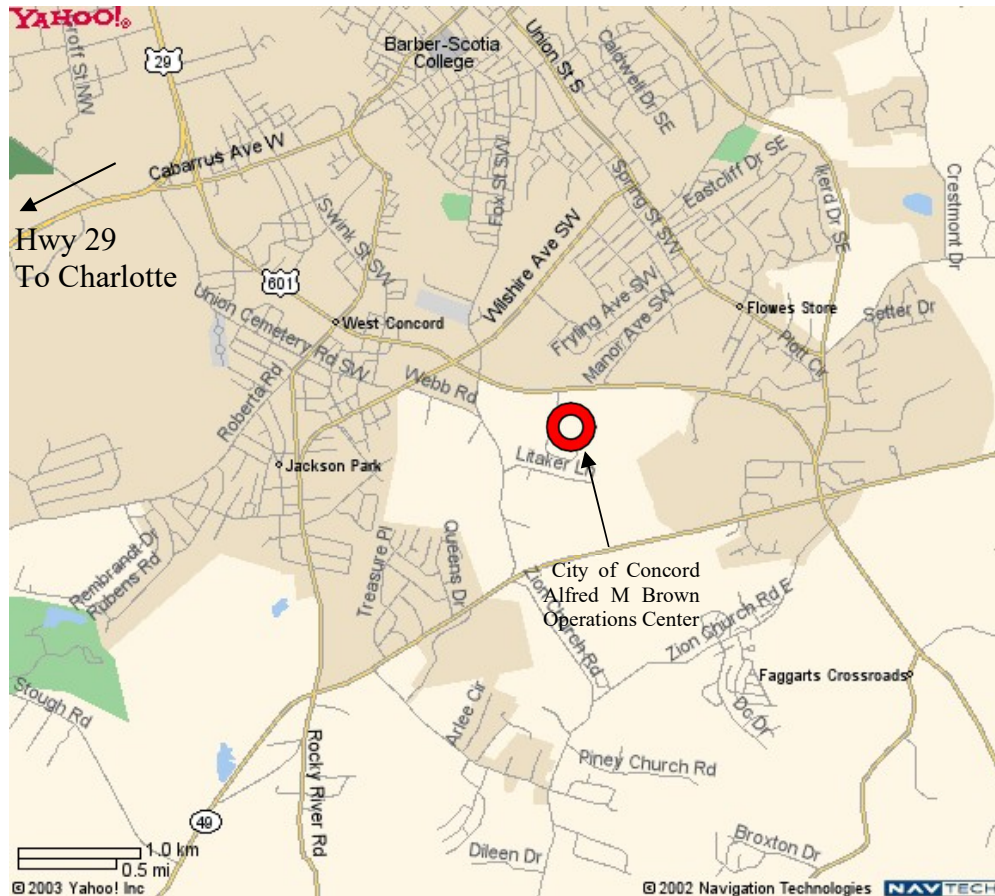 YAHOO!®
Groff St NW
29
Barber-Scotia
College
Union St S
Caldwell Dr SE
Cabarrus Ave W
Fox St SW
Spring St SW
Eastcliff Dr SE
Ikerd Dr SE
Crestmont Dr
Hwy 29
To Charlotte
Swink St SW
Wilshire Ave SW
601
Union Cemetery Rd SW
West Concord
Fryling Ave SW
Manor Ave SW
Flowes Store
Setter Dr
Plott Cir
Roberta Rd
Webb Rd
Jackson Park
Litaker Ln
Rembrandt Dr
Rubens Rd
Treasure Pl
Queens Dr
City of Concord
Alfred M Brown
Operations Center
Zion Church Rd
Zion Church Rd E
Faggarts Crossroads
Stough Rd
Arlee Cir
Dc Dr
Rocky River Rd
Piney Church Rd
49
Broxton Dr
Dileen Dr
1.0 km
0.5 mi
©2003 Yahoo! Inc
©2002 Navigation Technologies NAVTECH